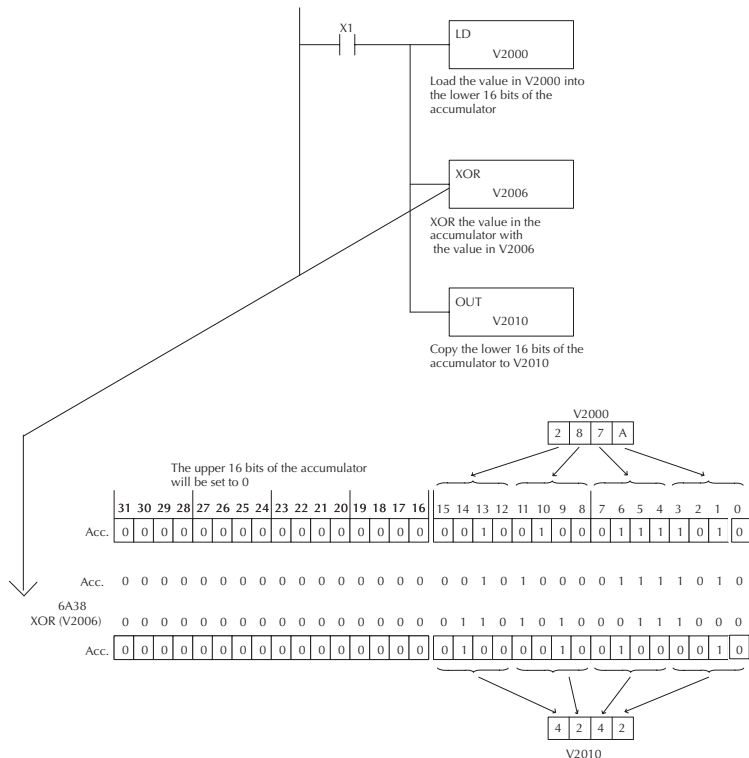 X1
LD
V2000
Load the value in V2000 into
the lower 16 bits of the
accumulator
XOR
V2006
XOR the value in the
accumulator with
the value in V2006
OUT
V2010
Copy the lower 16 bits of the
accumulator to V2010
V2000
2 8 7 A
The upper 16 bits of the accumulator
will be set to 0
31 30 29 28 27 26 25 24 23 22 21 20 19 18 17 16 15 14 13 12 11 10 9 8 7 6 5 4 3 2 1 0
Acc. 0 0 0 0 0 0 0 0 0 0 0 0 0 0 0 0 0 0 1 0 0 1 0 0 0 1 1 1 1 0 1 0
Acc. 0 0 0 0 0 0 0 0 0 0 0 0 0 0 0 0 0 0 1 0 1 0 0 0 0 1 1 1 1 0 1 0
6A38
XOR (V2006) 0 0 0 0 0 0 0 0 0 0 0 0 0 0 0 0 0 1 1 0 1 0 1 0 0 0 1 1 1 0 0 0
Acc. 0 0 0 0 0 0 0 0 0 0 0 0 0 0 0 0 0 1 0 0 0 0 1 0 0 1 0 0 0 0 1 0
4 2 4 2
V2010